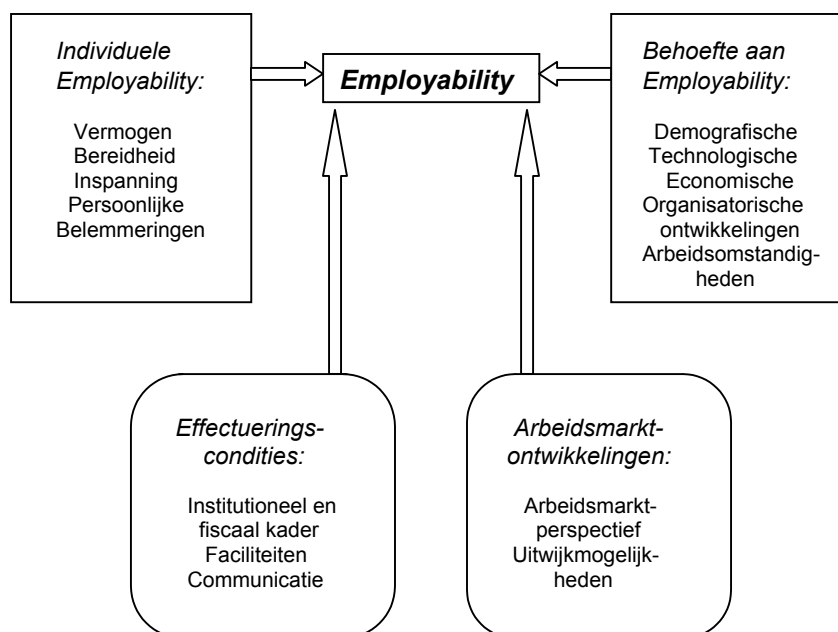 Individuele
Employability:
Vermogen
Bereidheid
Inspanning
Persoonlijke
Belemmeringen
Employability
Behoefte aan
Employability:
Demografische
Technologische
Economische
Organisatorische
ontwikkelingen
Arbeidsomstandig-
heden
Effectuerings-
condities:
Institutioneel en
fiscaal kader
Faciliteiten
Communicatie
Arbeidsmarkt-
ontwikkelingen:
Arbeidsmarkt-
perspectief
Uitwijkmogelijk-
heden